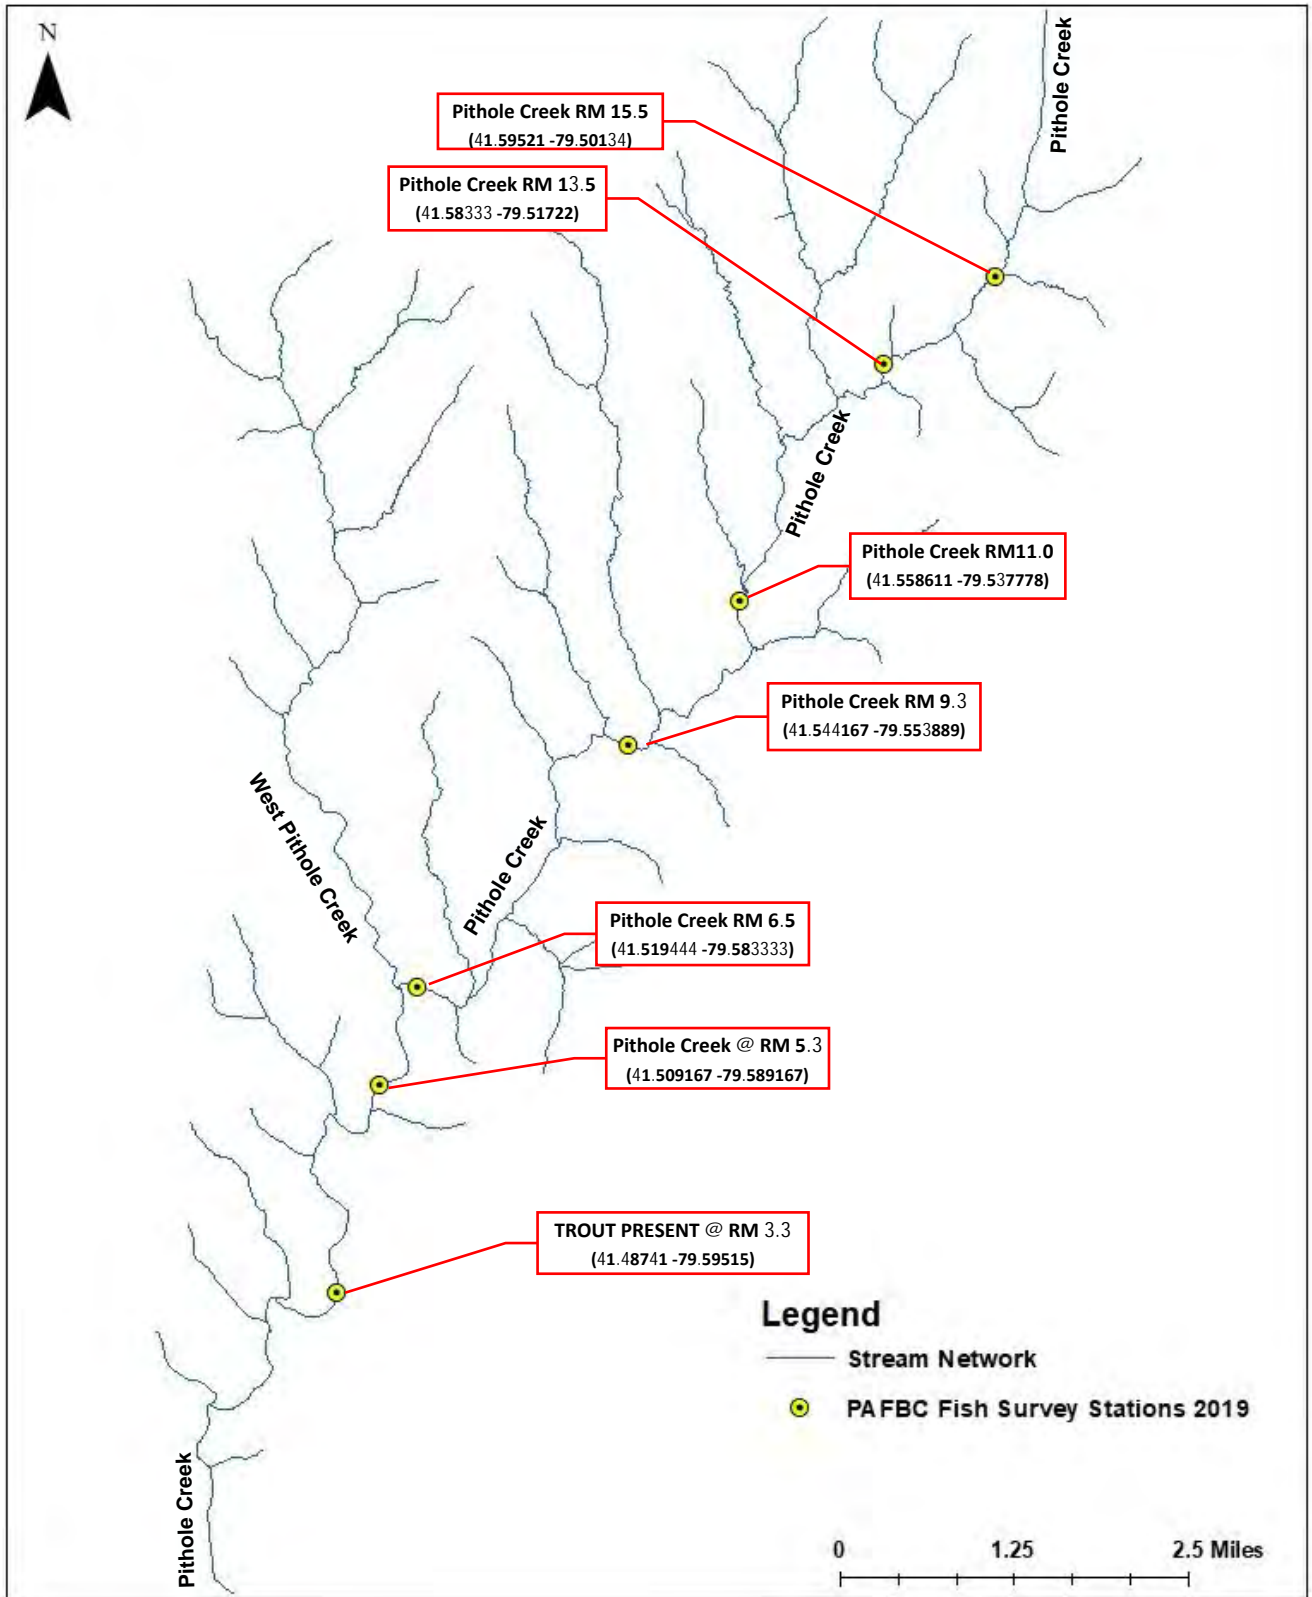 N
Pithole Creek
Pithole Creek RM 15.5
(41.59521 -79.50134)
Pithole Creek RM 13.5
(41.58333 -79.51722)
Pithole Creek
Pithole Creek RM11.0
(41.558611 -79.537778)
Pithole Creek RM 9.3
(41.544167 -79.553889)
West Pithole Creek
Pithole Creek
Pithole Creek RM 6.5
(41.519444 -79.583333)
Pithole Creek @ RM 5.3
(41.509167 -79.589167)
TROUT PRESENT @ RM 3.3
(41.48741 -79.59515)
Legend
Stream Network
PAFBC Fish Survey Stations 2019
Pithole Creek
0 1.25 2.5 Miles